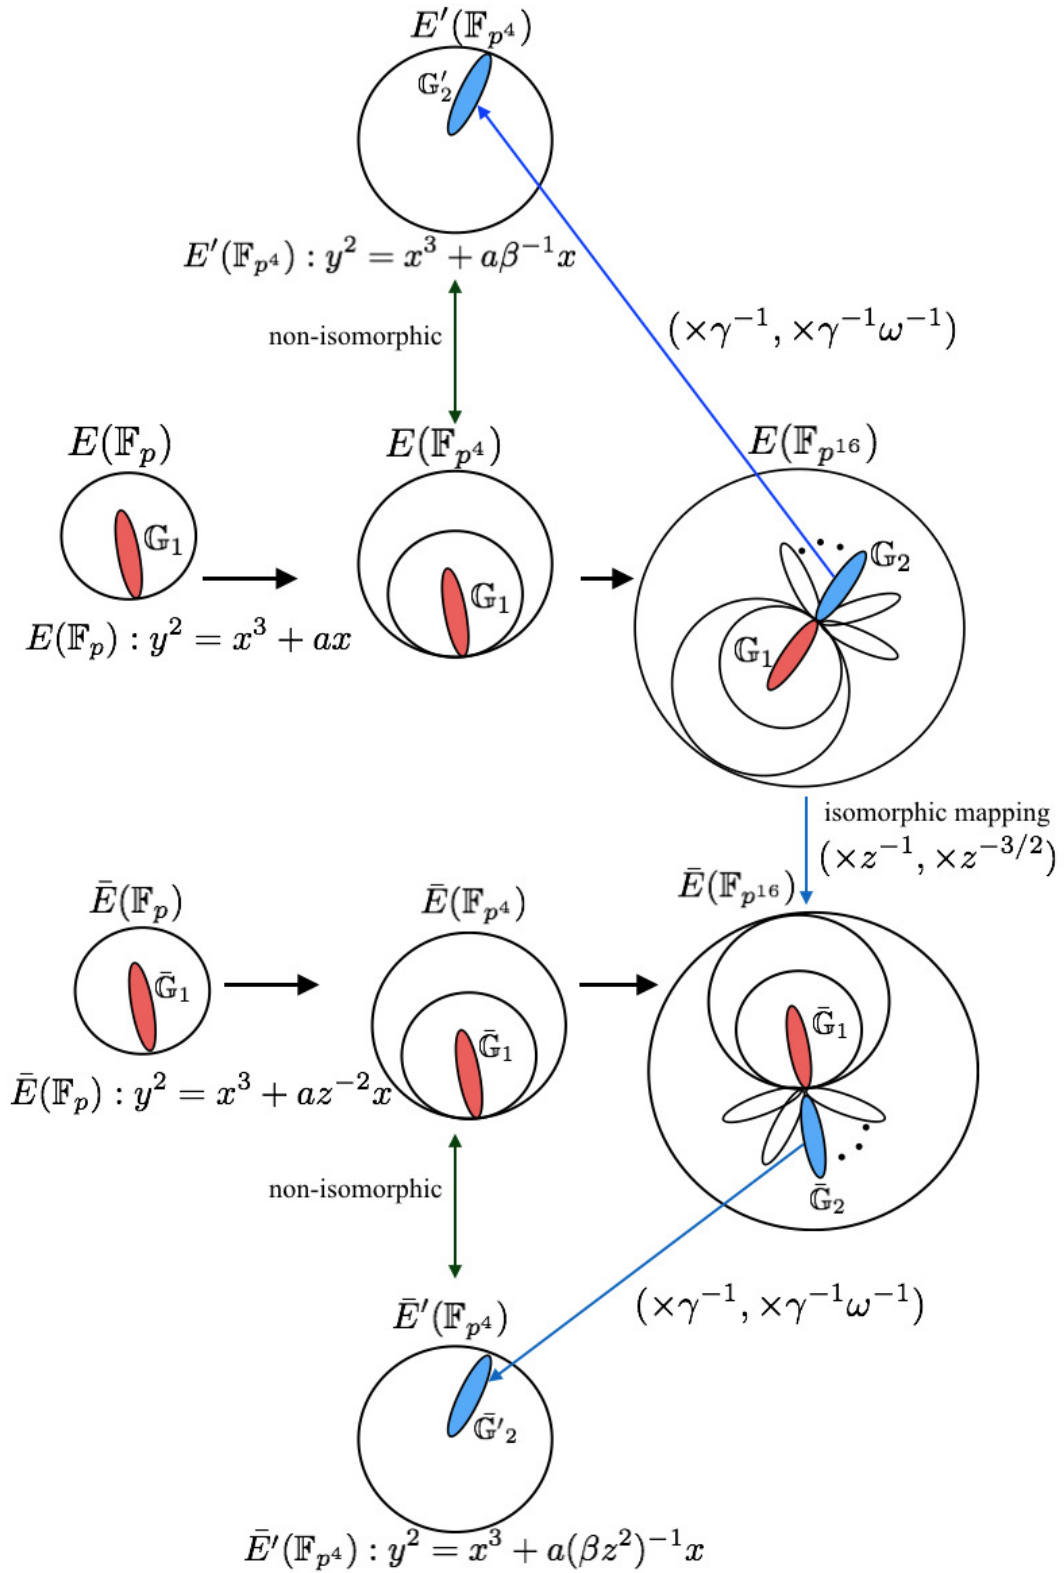 E′(𝔽_{p^4})
𝔾′_2
E′(𝔽_{p^4}) : y^2 = x^3 + aβ^{−1}x
non-isomorphic
(×γ^{−1}, ×γ^{−1}ω^{−1})
E(𝔽_p)
E(𝔽_{p^4})
E(𝔽_{p^{16}})
𝔾_1
𝔾_1
𝔾_2
𝔾_1
E(𝔽_p) : y^2 = x^3 + ax
isomorphic mapping
(×z^{−1}, ×z^{−3/2})
Ē(𝔽_p)
Ē(𝔽_{p^4})
Ē(𝔽_{p^{16}})
𝔾̄_1
𝔾̄_1
𝔾̄_1
Ē(𝔽_p) : y^2 = x^3 + az^{−2}x
non-isomorphic
𝔾̄_2
(×γ^{−1}, ×γ^{−1}ω^{−1})
Ē′(𝔽_{p^4})
𝔾̄′_2
Ē′(𝔽_{p^4}) : y^2 = x^3 + a(βz^2)^{−1}x